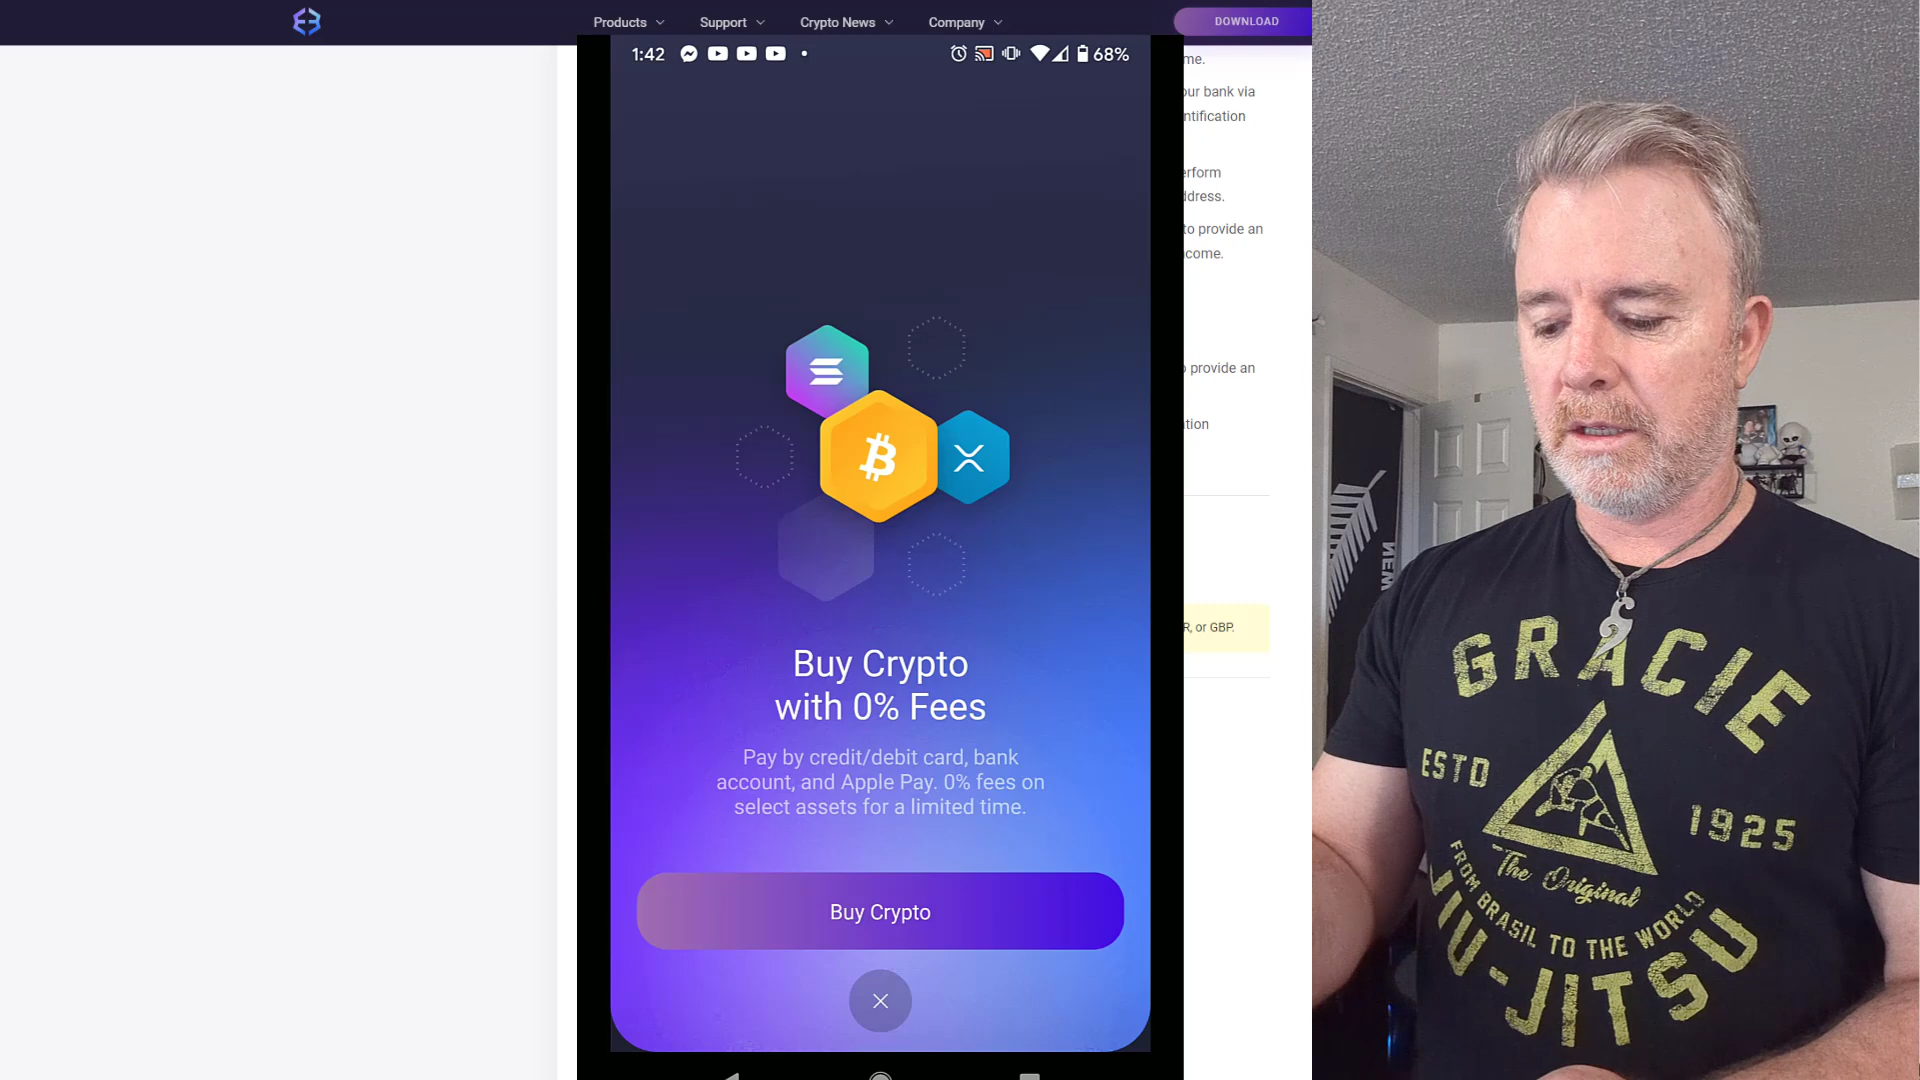 Products
Support
Crypto News
Company
DOWNLOAD
1:42
68%
me.
our bank via
ntification
erform
ddress.
to provide an
come.
provide an
tion
R, or GBP.
Buy Crypto
with 0% Fees
Pay by credit/debit card, bank
account, and Apple Pay. 0% fees on
select assets for a limited time.
Buy Crypto
NEW
GRACIE
ESTD
1925
The Original
FROM BRASIL TO THE WORLD
JIU-JITSU